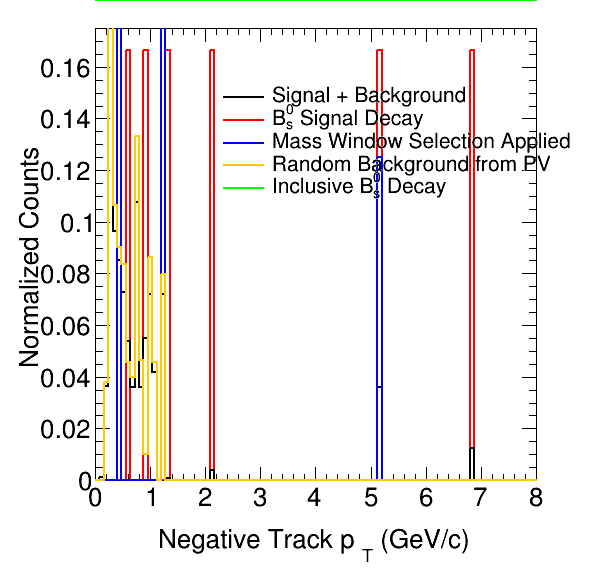 Signal + Background
B⁰ₛ Signal Decay
Mass Window Selection Applied
Random Background from PV
Inclusive B⁰ₛ Decay
Normalized Counts
0.16
0.14
0.12
0.1
0.08
0.06
0.04
0.02
0
0 1 2 3 4 5 6 7 8
Negative Track p T (GeV/c)